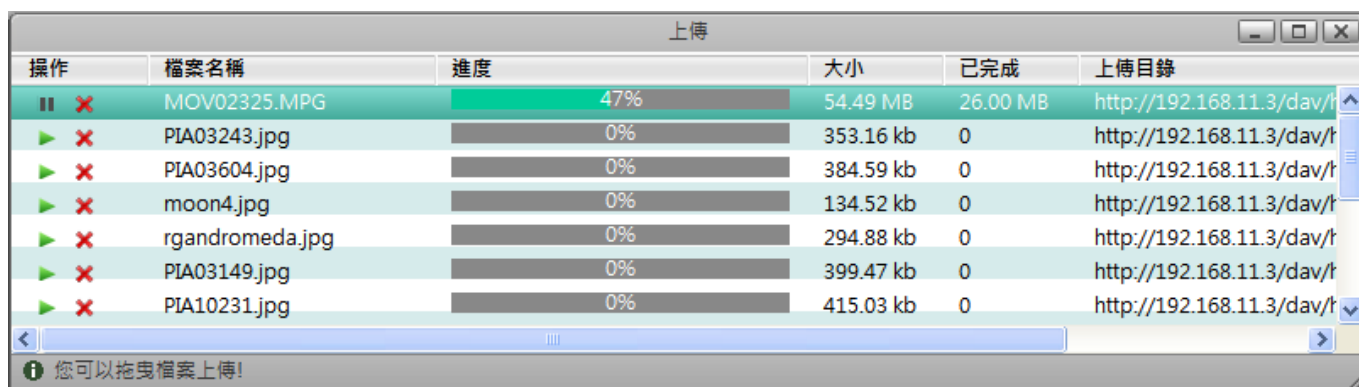 上傳
操作 檔案名稱 進度 大小 已完成 上傳目錄
MOV02325.MPG 47% 54.49 MB 26.00 MB http://192.168.11.3/dav/h
PIA03243.jpg 0% 353.16 kb 0 http://192.168.11.3/dav/h
PIA03604.jpg 0% 384.59 kb 0 http://192.168.11.3/dav/h
moon4.jpg 0% 134.52 kb 0 http://192.168.11.3/dav/h
rgandromeda.jpg 0% 294.88 kb 0 http://192.168.11.3/dav/h
PIA03149.jpg 0% 399.47 kb 0 http://192.168.11.3/dav/h
PIA10231.jpg 0% 415.03 kb 0 http://192.168.11.3/dav/h
您可以拖曳檔案上傳!